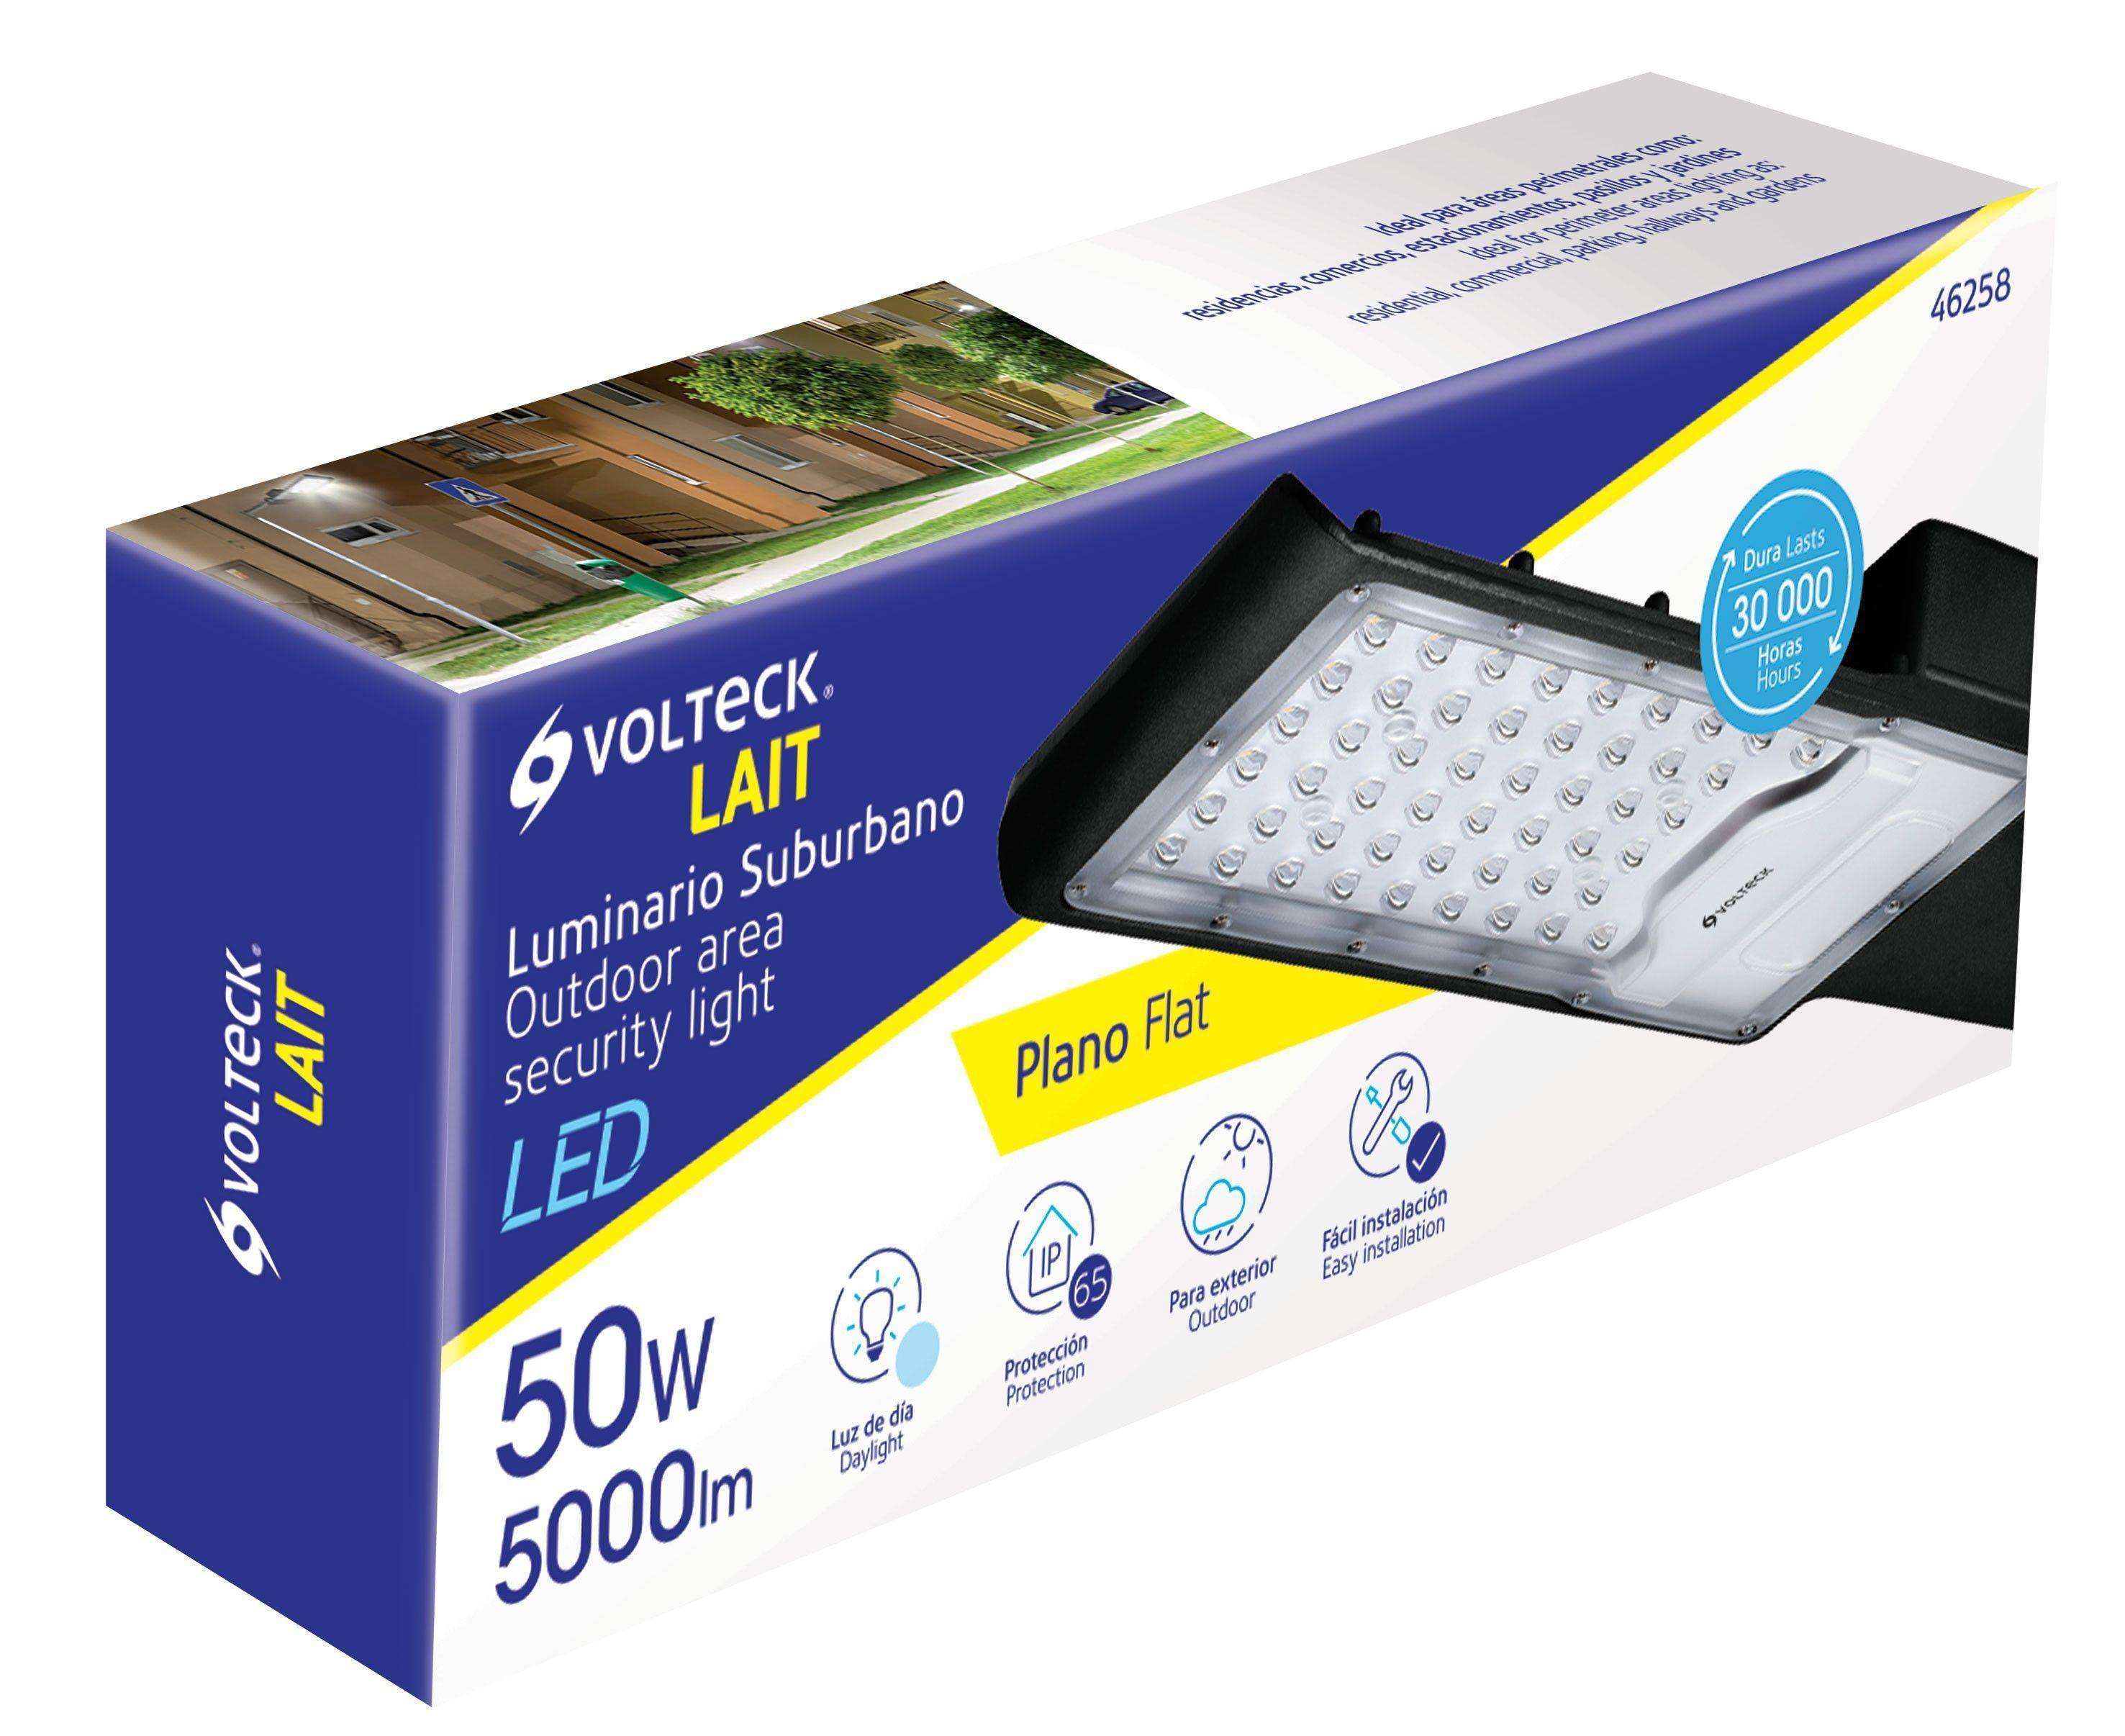 Ideal para áreas perimetrales como:
residencias, comercios, estacionamientos, pasillos y jardines
Ideal for perimeter areas lighting as:
residential, commercial, parking, hallways and gardens
46258
VOLTECK®
LAIT
Luminario Suburbano
Outdoor area
security light
LED
Dura Lasts
30 000
Horas
Hours
VOLTECK
Plano Flat
50W
5000lm
Luz de día
Daylight
IP
65
Protección
Protection
Para exterior
Outdoor
Fácil instalación
Easy installation
VOLTECK®
LAIT